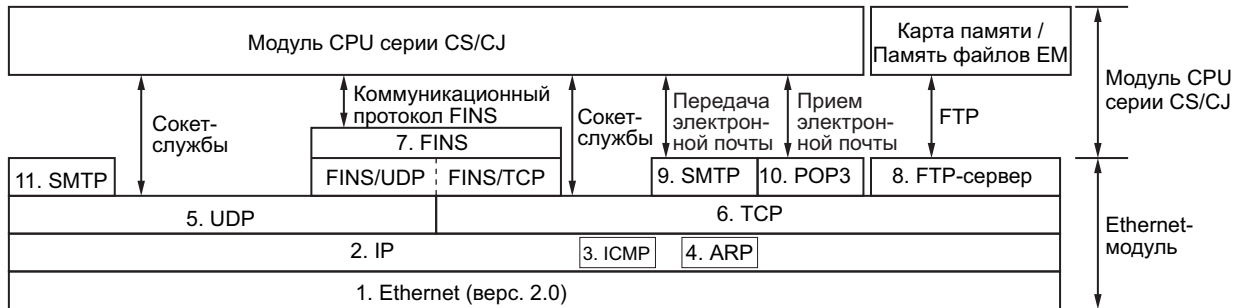 Модуль CPU серии CS/CJ
Карта памяти /
Память файлов EM
Модуль CPU
серии CS/CJ
Сокет-
службы
Коммуникационный
протокол FINS
Сокет-
службы
Передача
электрон-
ной почты
Прием
электрон-
ной почты
FTP
7. FINS
11. SMTP
FINS/UDP
FINS/TCP
9. SMTP
10. POP3
8. FTP-сервер
5. UDP
6. TCP
Ethernet-
модуль
2. IP
3. ICMP
4. ARP
1. Ethernet (верс. 2.0)